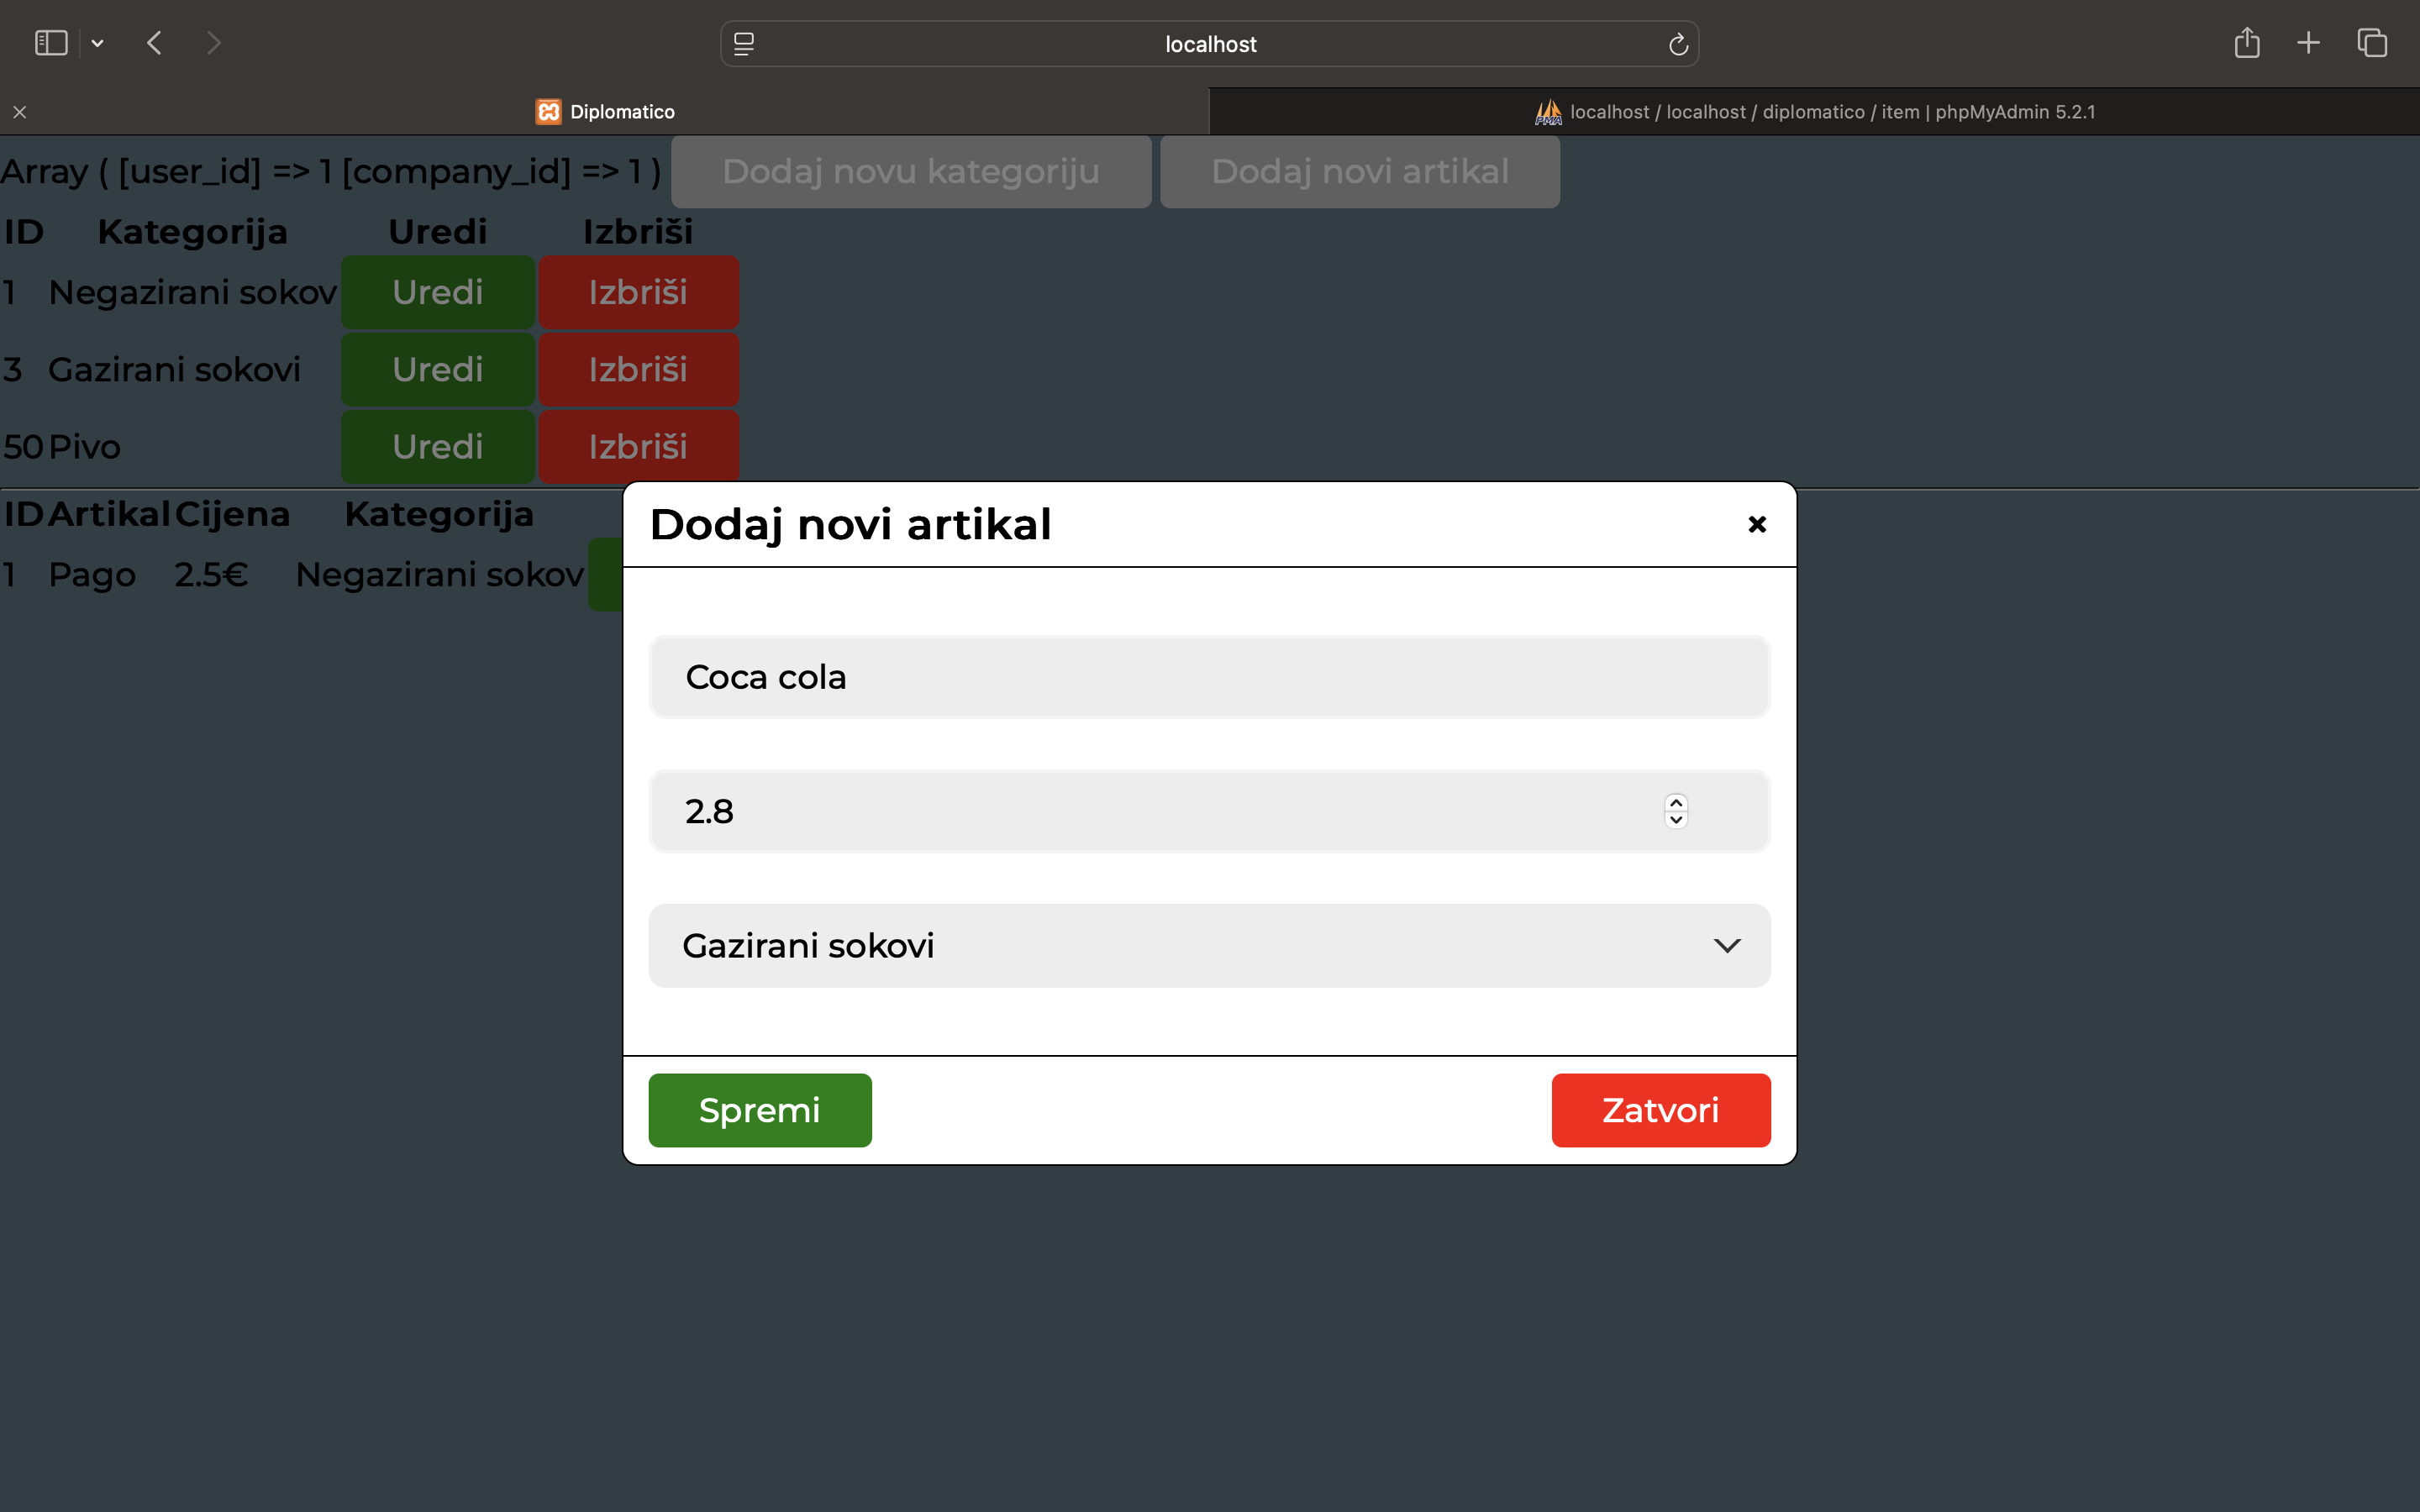 localhost
Diplomatico
localhost / localhost / diplomatico / item | phpMyAdmin 5.2.1
Array ( [user_id] => 1 [company_id] => 1 ) Dodaj novu kategoriju Dodaj novi artikal
ID Kategorija Uredi Izbriši
1 Negazirani sokov Uredi Izbriši
3 Gazirani sokovi Uredi Izbriši
50 Pivo Uredi Izbriši
ID Artikal Cijena Kategorija
1 Pago 2.5€ Negazirani sokov
Dodaj novi artikal
Coca cola
2.8
Gazirani sokovi
Spremi Zatvori